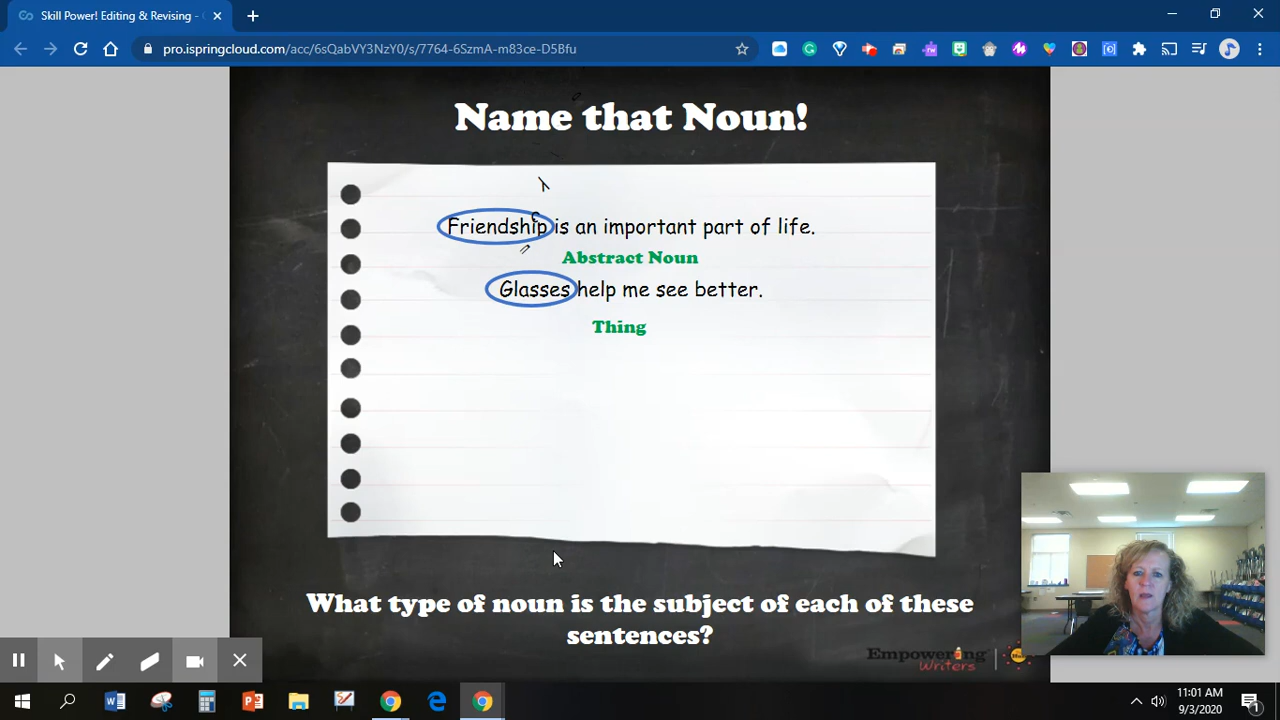 Skill Power! Editing & Revising -
pro.ispringcloud.com/acc/6sQabVY3NzY0/s/7764-6SzmA-m83ce-D5Bfu
Name that Noun!
Friendship is an important part of life.
Abstract Noun
Glasses help me see better.
Thing
What type of noun is the subject of each of these
sentences?
Empowering
Writers
11:01 AM
9/3/2020